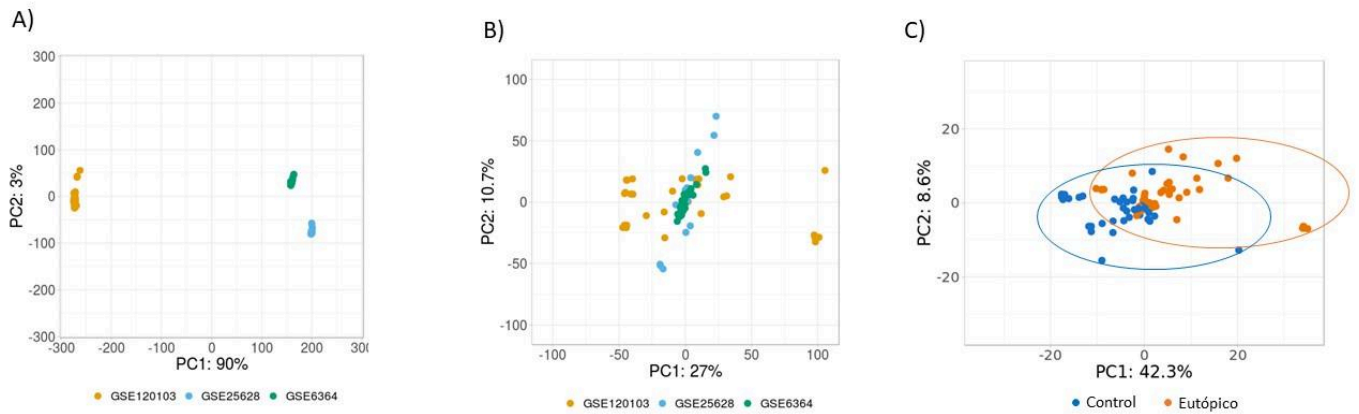 A)
300
200
100
0
-100
-200
-300
PC2: 3%
-300 -200 -100 0 100 200 300
PC1: 90%
GSE120103 GSE25628 GSE6364
B)
100
50
0
-50
-100
PC2: 10.7%
-100 -50 0 50 100
PC1: 27%
GSE120103 GSE25628 GSE6364
C)
20
0
-20
PC2: 8.6%
-20 0 20
PC1: 42.3%
Control Eutópico